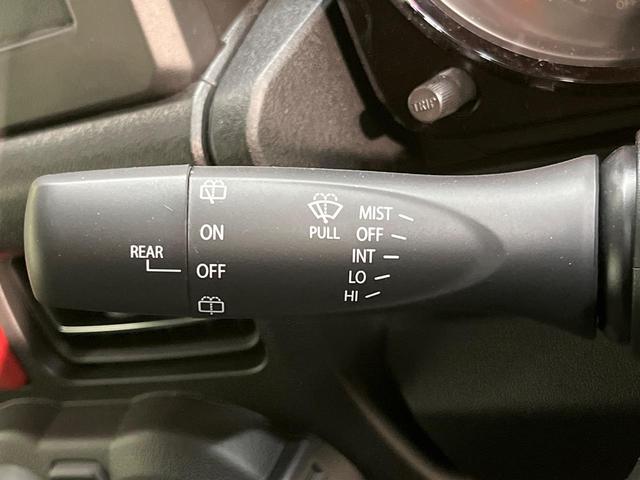 TRIP
REAR
ON
OFF
PULL
MIST
OFF
INT
LO
HI